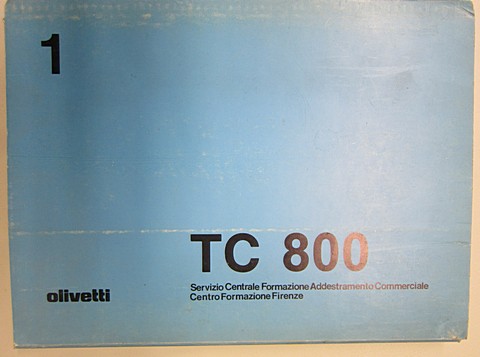 1
TC 800
Servizio Centrale Formazione Addestramento Commerciale
Centro Formazione Firenze
olivetti